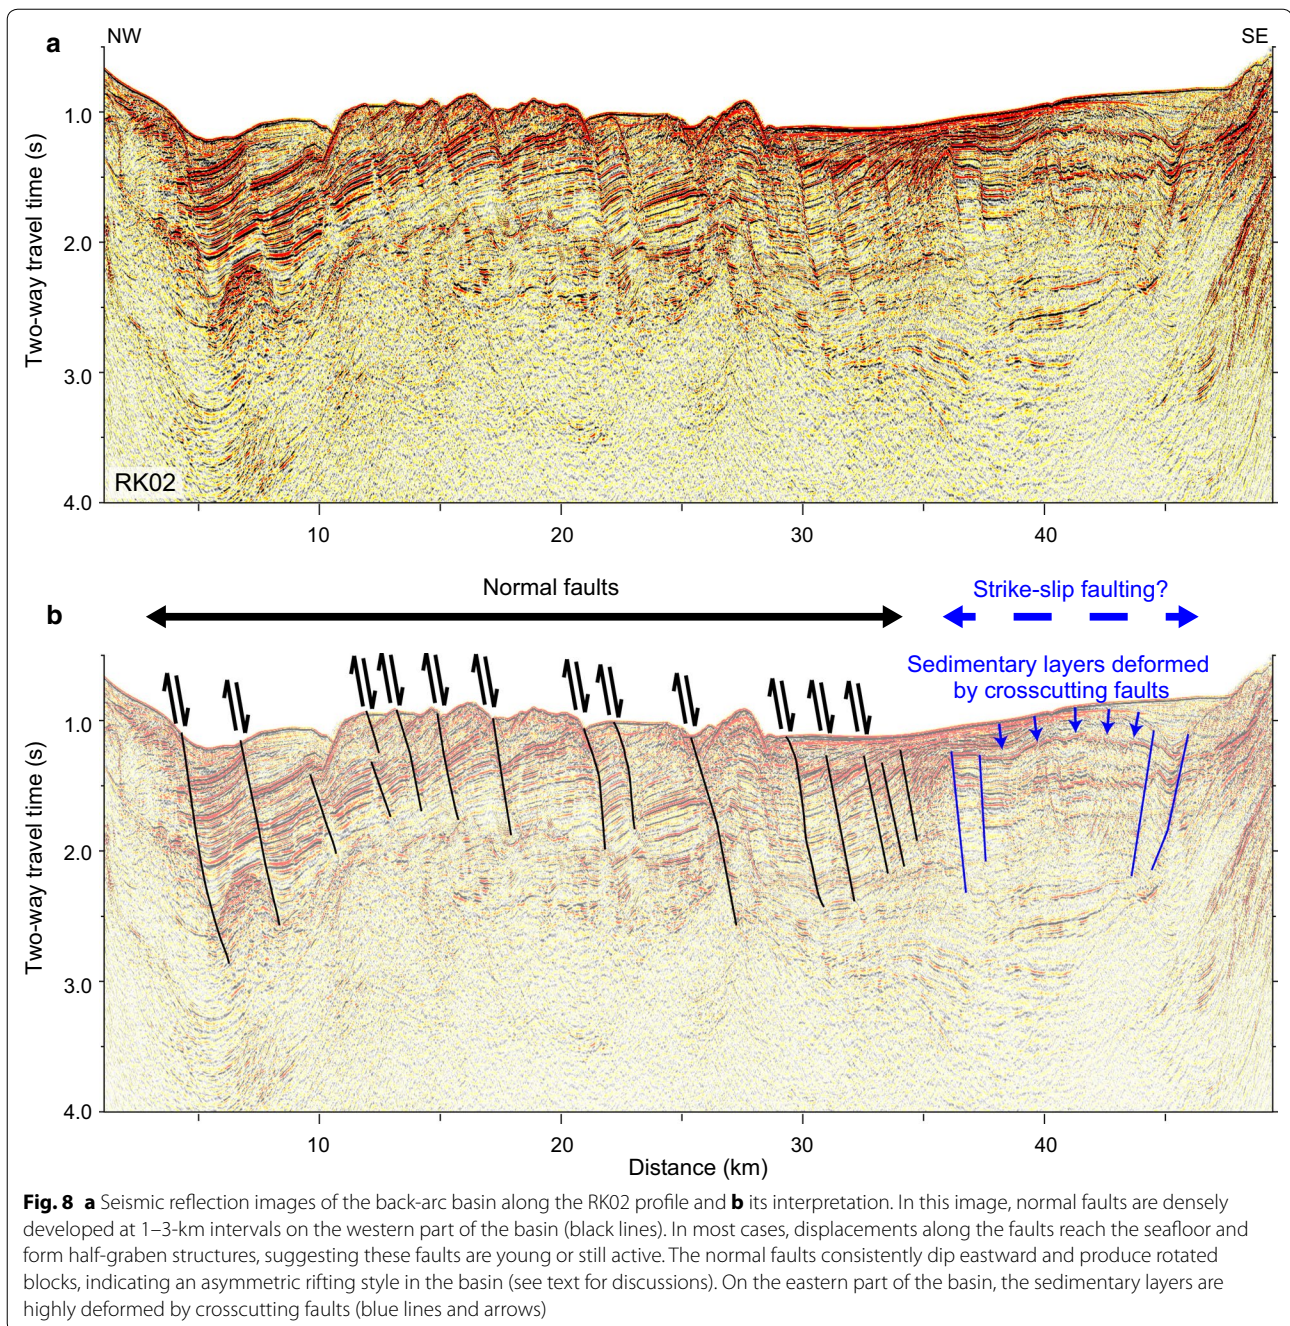 a
NW
SE
Two-way travel time (s)
1.0
2.0
3.0
4.0
RK02
10
20
30
40
b
Normal faults
Strike-slip faulting?
Sedimentary layers deformed
by crosscutting faults
Two-way travel time (s)
1.0
2.0
3.0
4.0
10
20
30
40
Distance (km)
Fig. 8 a Seismic reflection images of the back-arc basin along the RK02 profile and b its interpretation. In this image, normal faults are densely
developed at 1–3-km intervals on the western part of the basin (black lines). In most cases, displacements along the faults reach the seafloor and
form half-graben structures, suggesting these faults are young or still active. The normal faults consistently dip eastward and produce rotated
blocks, indicating an asymmetric rifting style in the basin (see text for discussions). On the eastern part of the basin, the sedimentary layers are
highly deformed by crosscutting faults (blue lines and arrows)